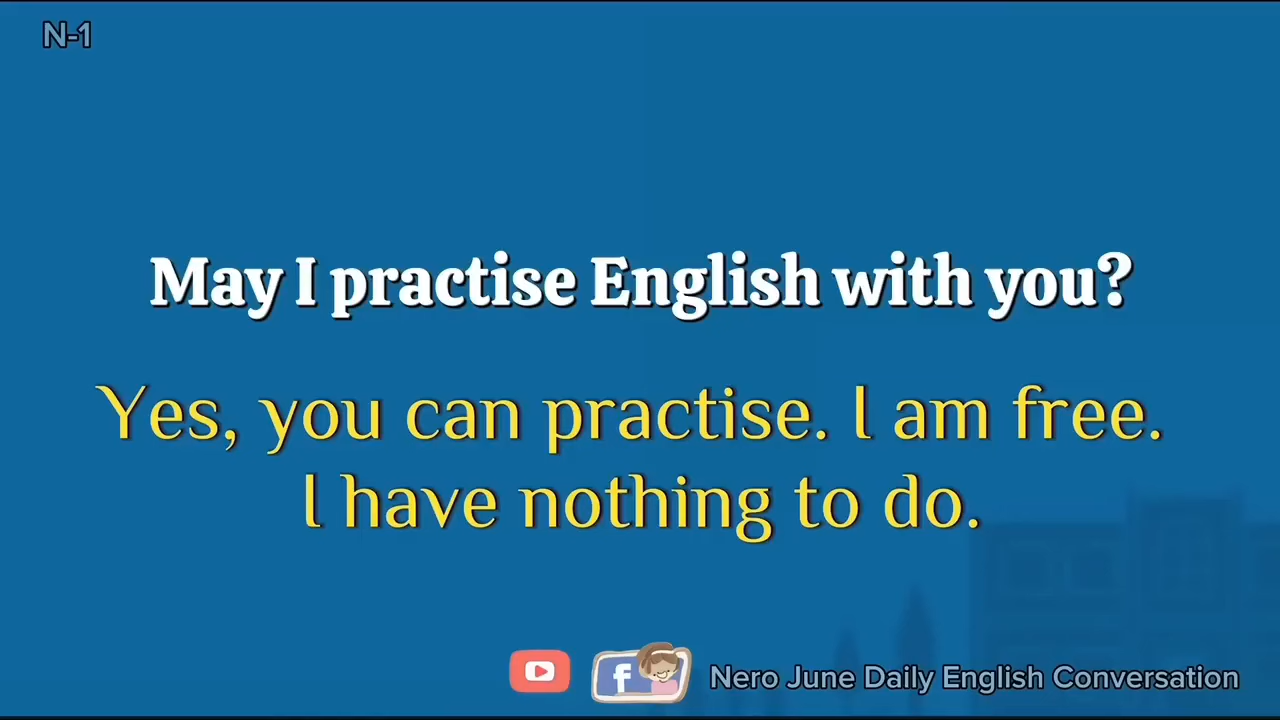 N-1
May I practise English with you?
Yes, you can practise. I am free.
I have nothing to do.
f Nero June Daily English Conversation